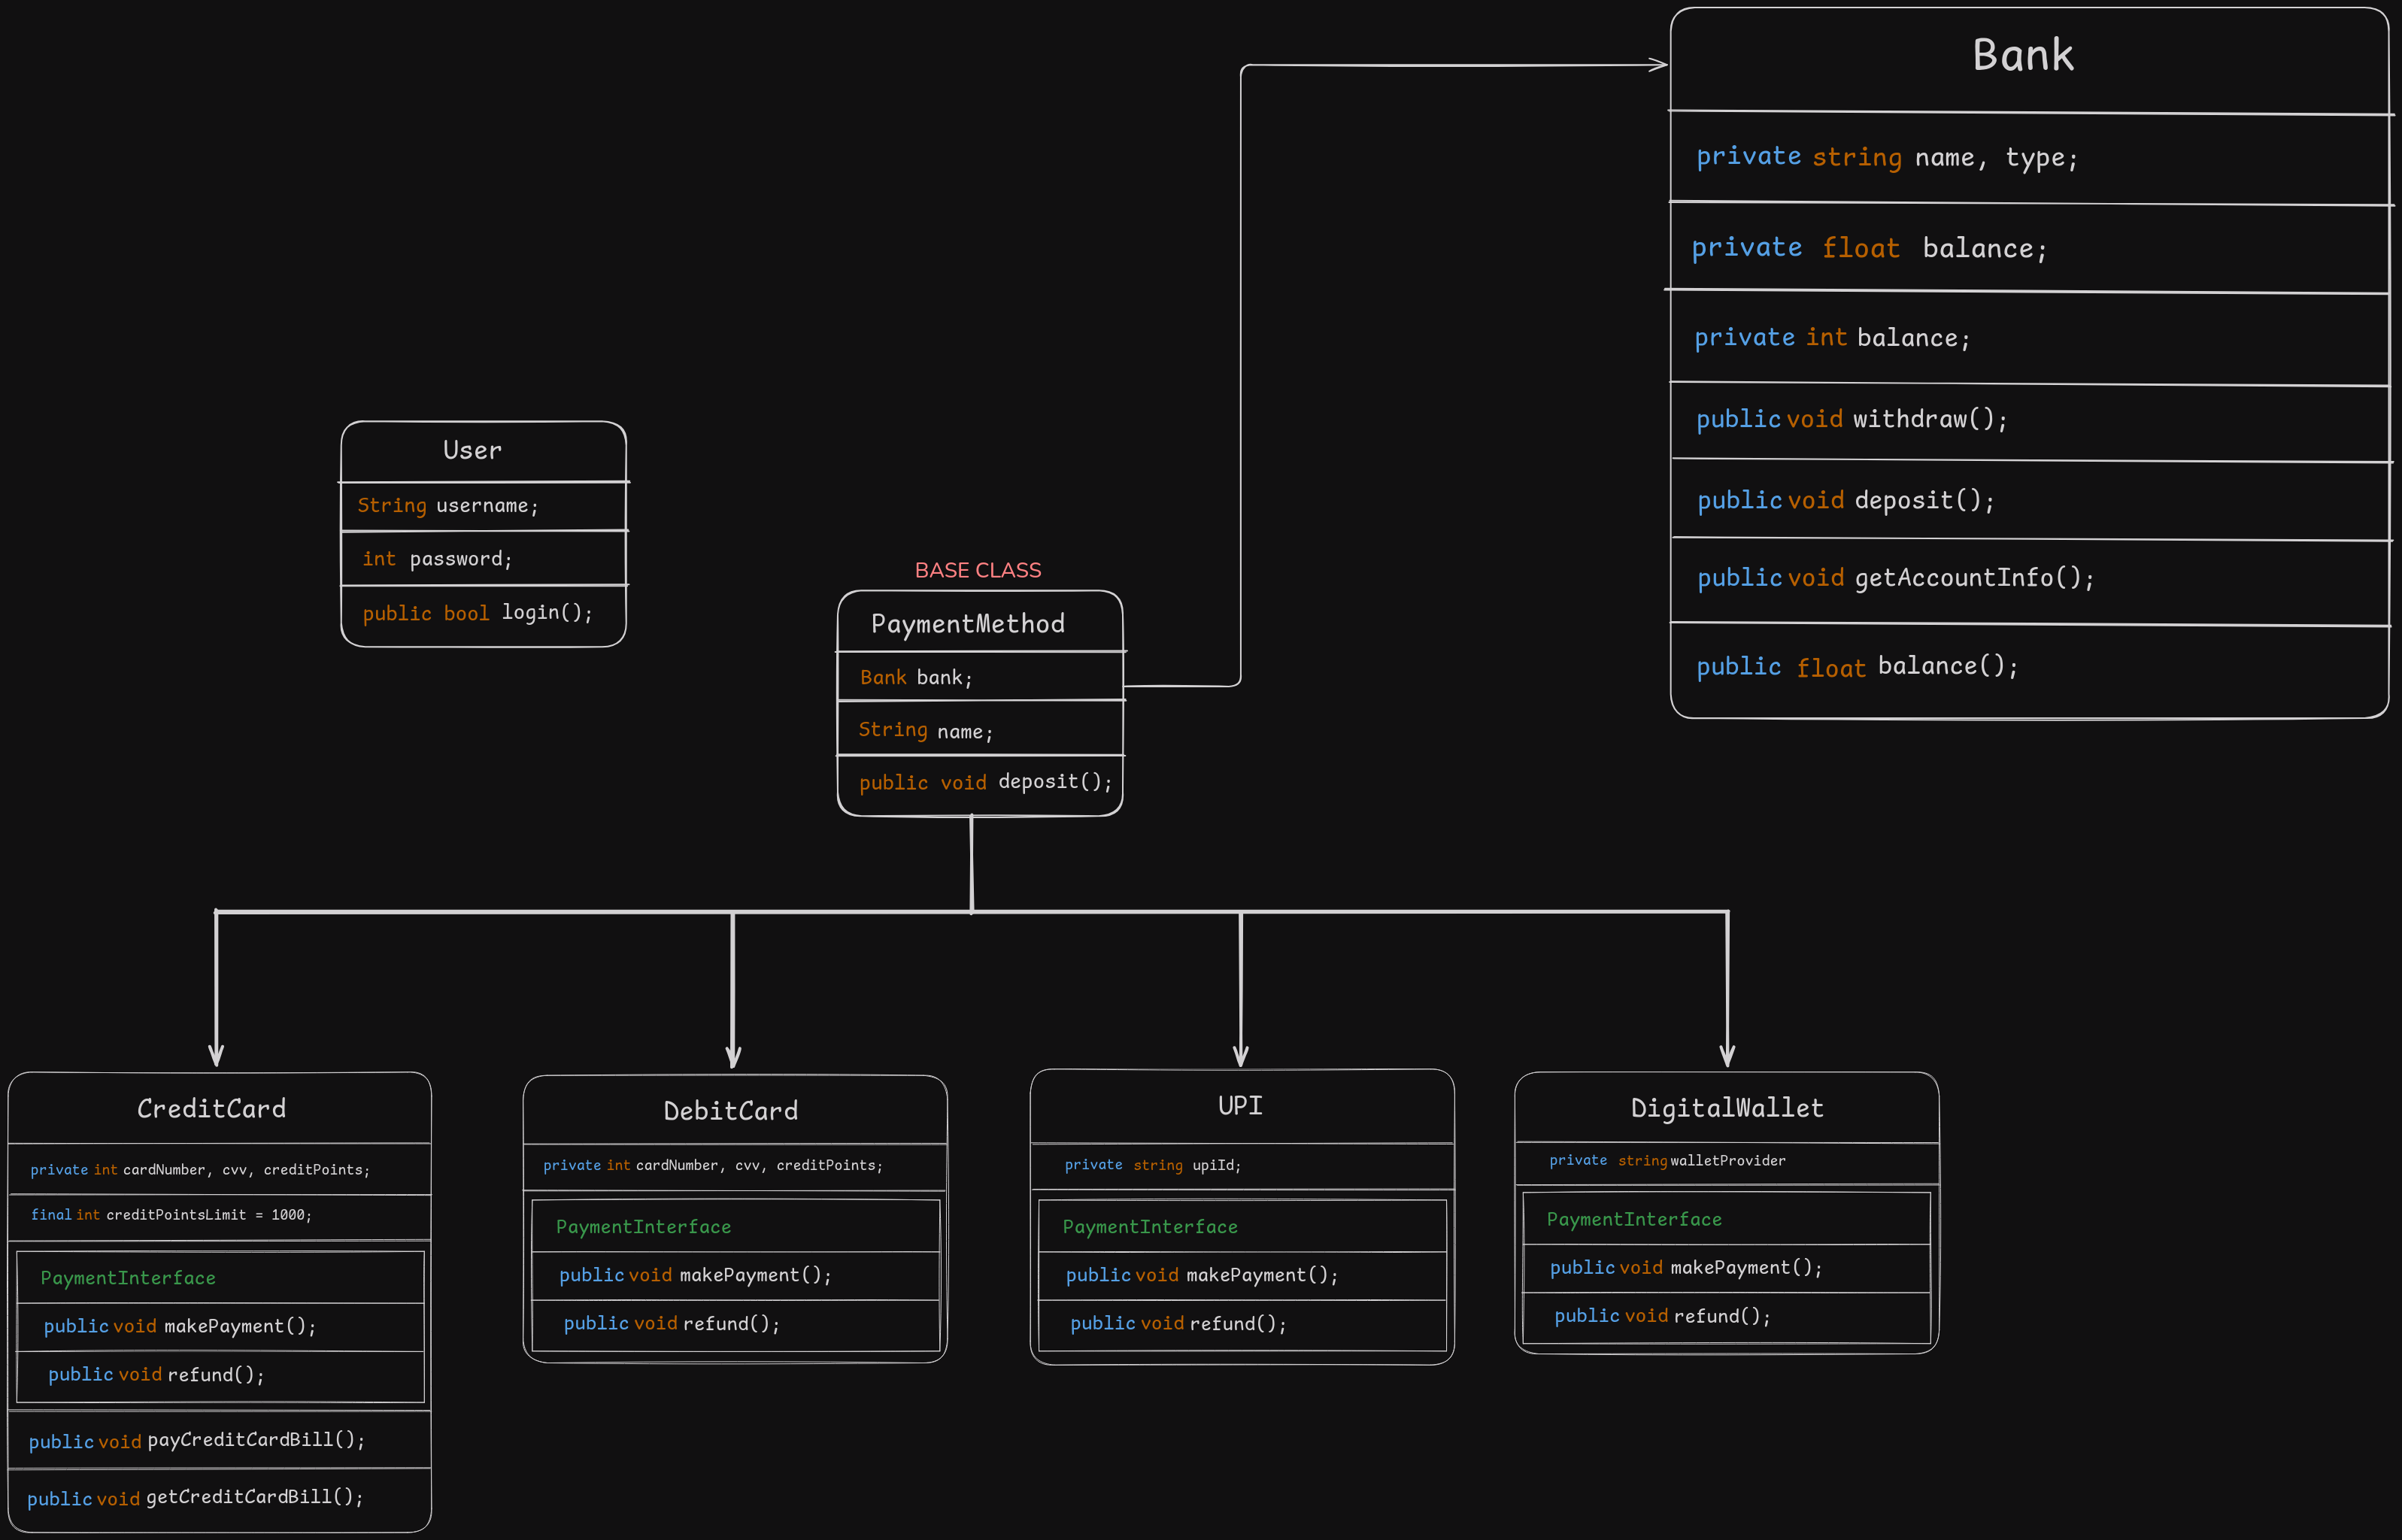 Bank
private string name, type;
private float balance;
private int balance;
public void withdraw();
public void deposit();
public void getAccountInfo();
public float balance();
User
String username;
int password;
public bool login();
BASE CLASS
PaymentMethod
Bank bank;
String name;
public void deposit();
CreditCard
private int cardNumber, cvv, creditPoints;
final int creditPointsLimit = 1000;
PaymentInterface
public void makePayment();
public void refund();
public void payCreditCardBill();
public void getCreditCardBill();
DebitCard
private int cardNumber, cvv, creditPoints;
PaymentInterface
public void makePayment();
public void refund();
UPI
private string upiId;
PaymentInterface
public void makePayment();
public void refund();
DigitalWallet
private string walletProvider
PaymentInterface
public void makePayment();
public void refund();